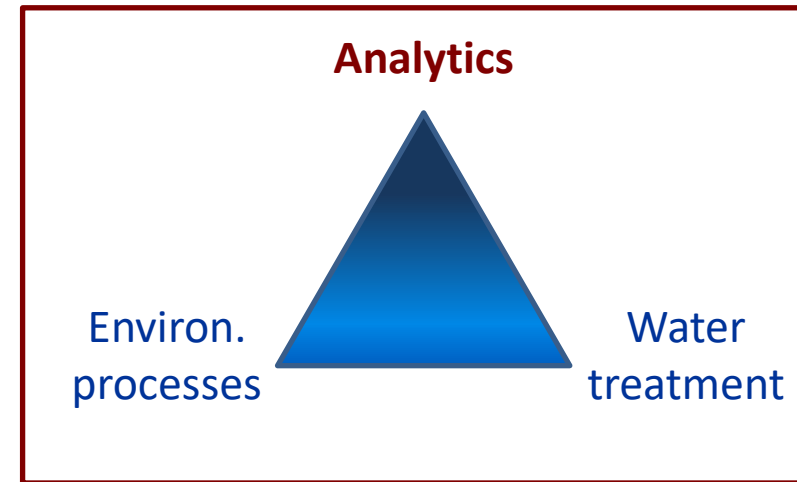 Analytics
Environ.
processes
Water
treatment